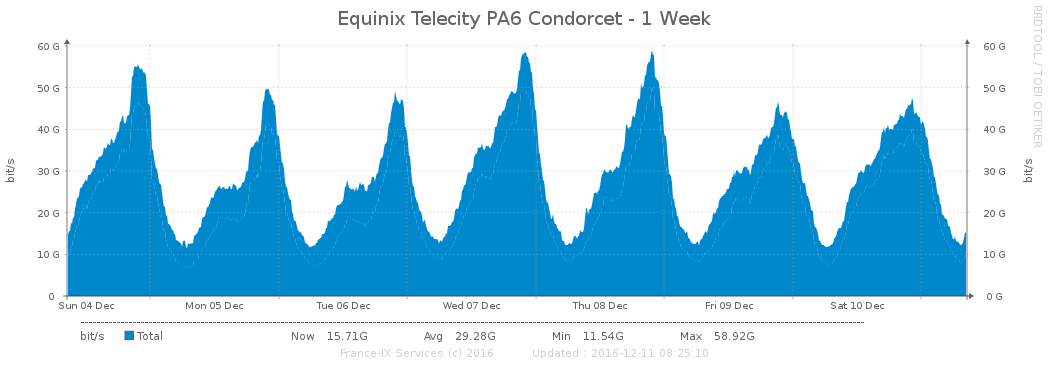 Equinix Telecity PA6 Condorcet - 1 Week
RRDTOOL / TOBI OETIKER
60 G 60 G
50 G 50 G
40 G 40 G
30 G 30 G
20 G 20 G
10 G 10 G
0 0 G
bit/s
bit/s
Sun 04 Dec Mon 05 Dec Tue 06 Dec Wed 07 Dec Thu 08 Dec Fri 09 Dec Sat 10 Dec
bit/s Total Now 15.71G Avg 29.28G Min 11.54G Max 58.92G
France-IX Services (c) 2016 Updated : 2016-12-11 08:25:10